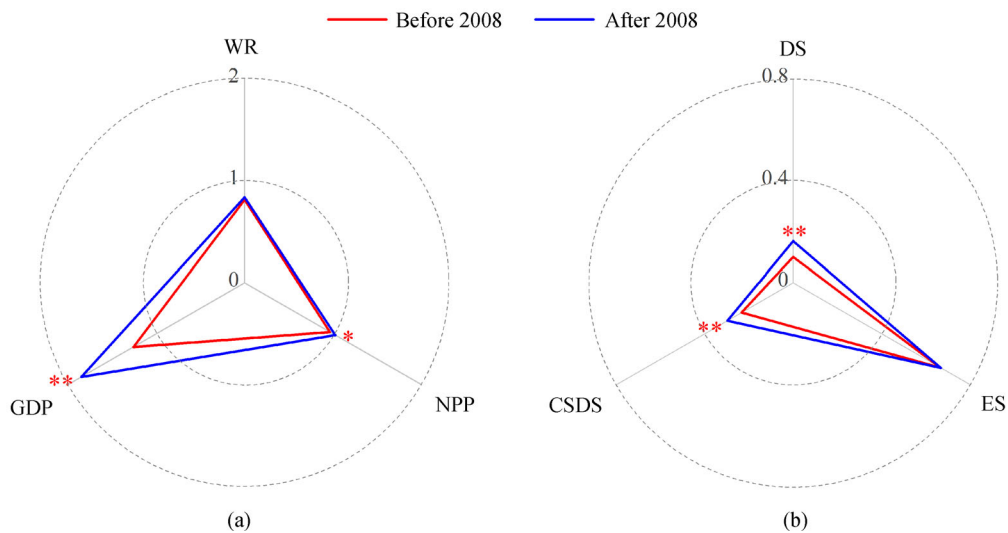 Before 2008 After 2008
WR DS
2 0.8
1 0.4
0 0
** ** * **
GDP NPP CSDS ES
(a) (b)